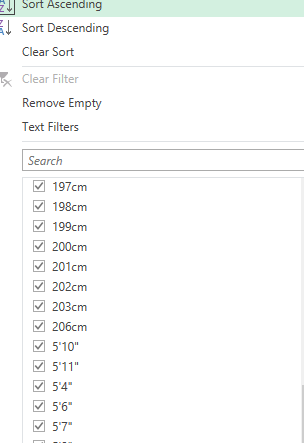 Sort Ascending
Sort Descending
Clear Sort
Clear Filter
Remove Empty
Text Filters
Search
197cm
198cm
199cm
200cm
201cm
202cm
203cm
206cm
5'10"
5'11"
5'4"
5'6"
5'7"